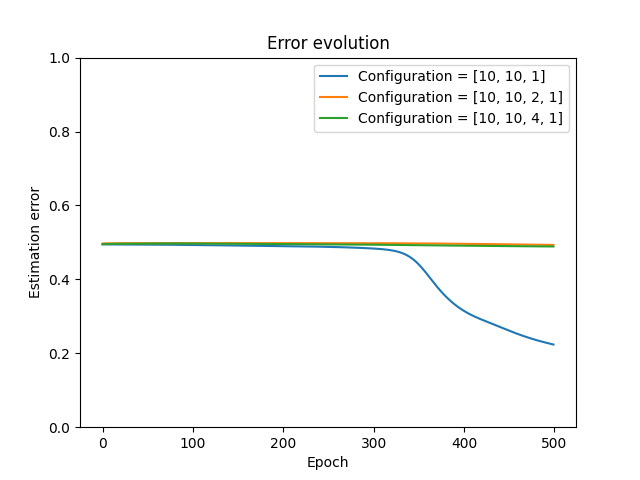 Error evolution
Configuration = [10, 10, 1]
Configuration = [10, 10, 2, 1]
Configuration = [10, 10, 4, 1]
Estimation error
1.0
0.8
0.6
0.4
0.2
0.0
0 100 200 300 400 500
Epoch